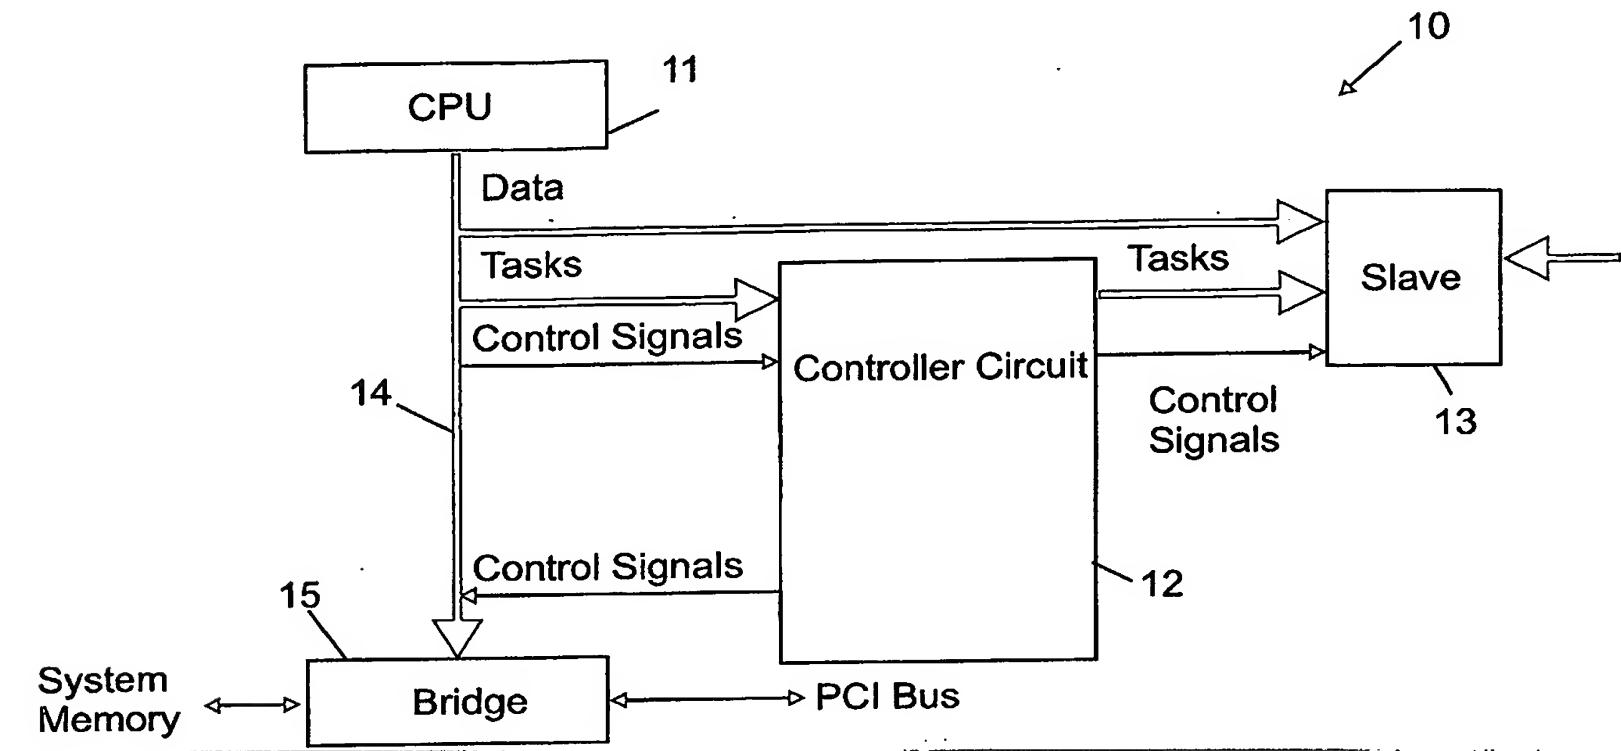 10
11
CPU
Data
Tasks
Tasks
Slave
Control Signals
Controller Circuit
14
Control
Signals
13
Control Signals
12
15
System
Memory
Bridge
PCI Bus